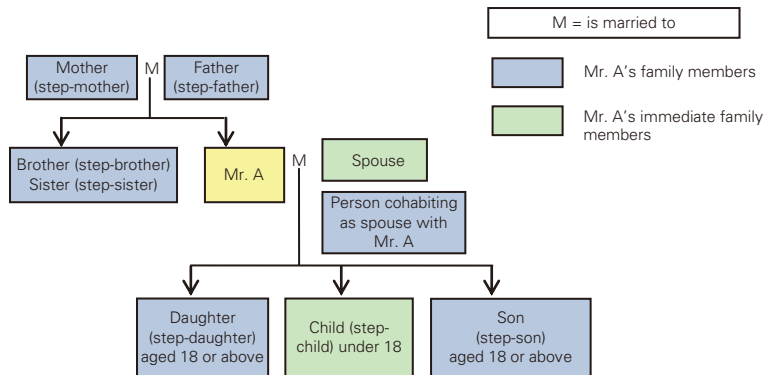 M = is married to
Mother
(step-mother)
M
Father
(step-father)
Mr. A's family members
Mr. A's immediate family
members
Brother (step-brother)
Sister (step-sister)
Mr. A
M
Spouse
Person cohabiting
as spouse with
Mr. A
Daughter
(step-daughter)
aged 18 or above
Child (step-
child) under 18
Son
(step-son)
aged 18 or above